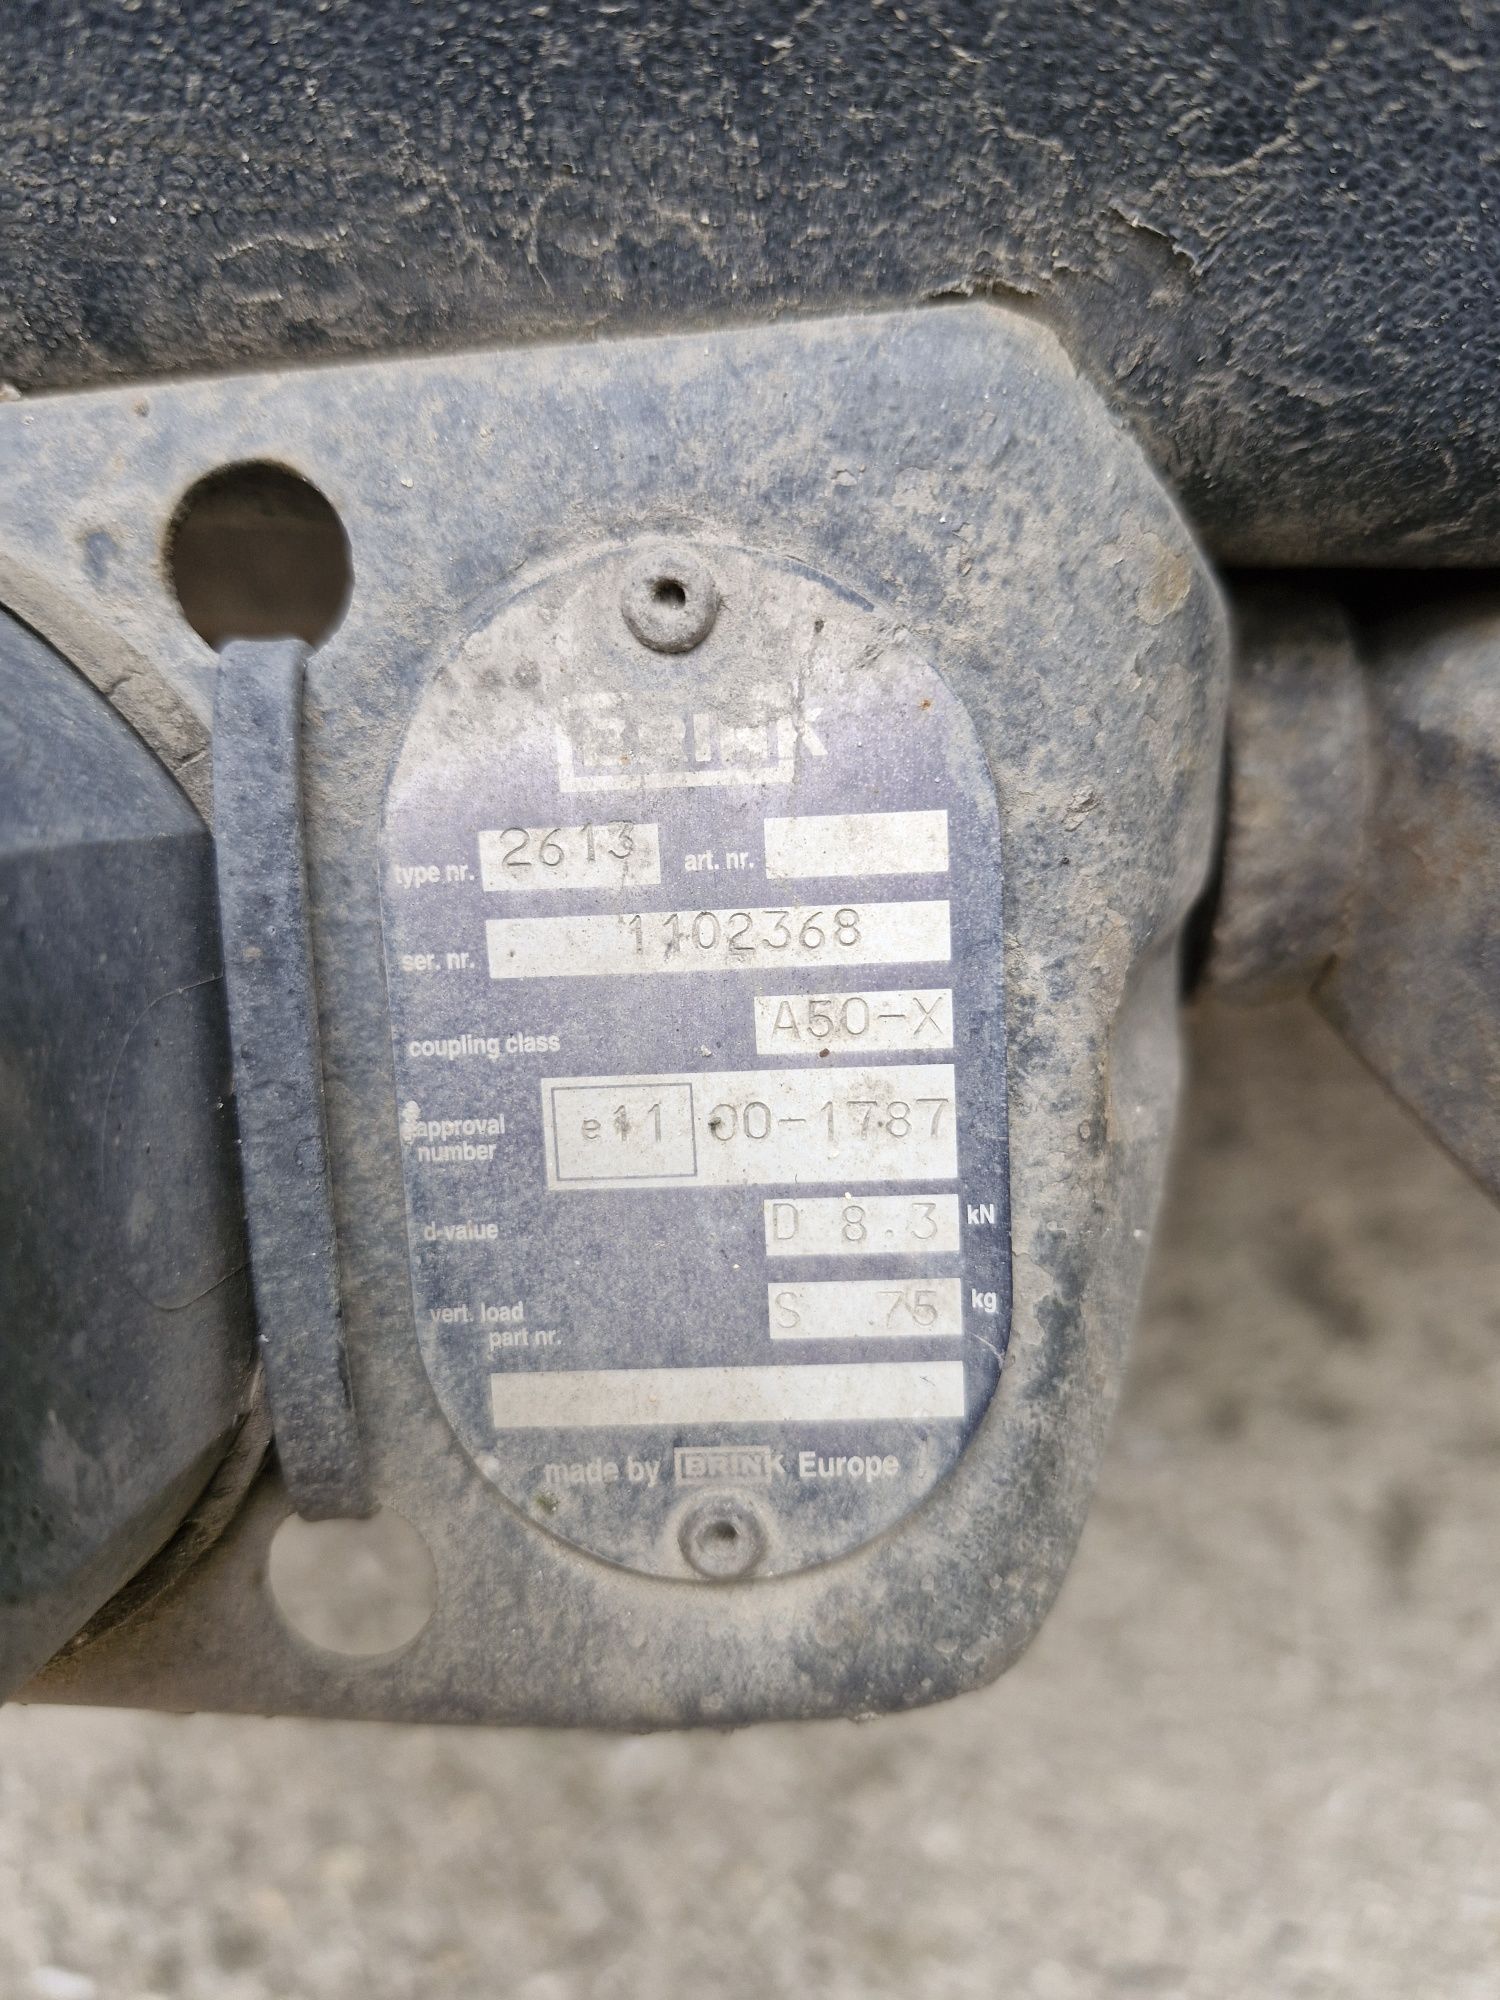 BRINK
type nr. 2613 art. nr.
ser. nr. 1102368
coupling class A50-X
approval number e11 00-1787
d-value D 8.3 kN
vert. load S 75 kg
part nr.
made by BRINK Europe